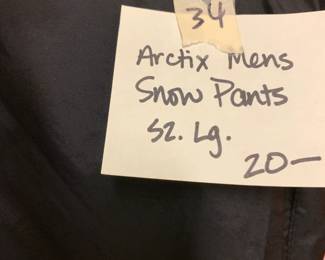 34
Arctix Mens
Snow Pants
Sz. Lg.
20—